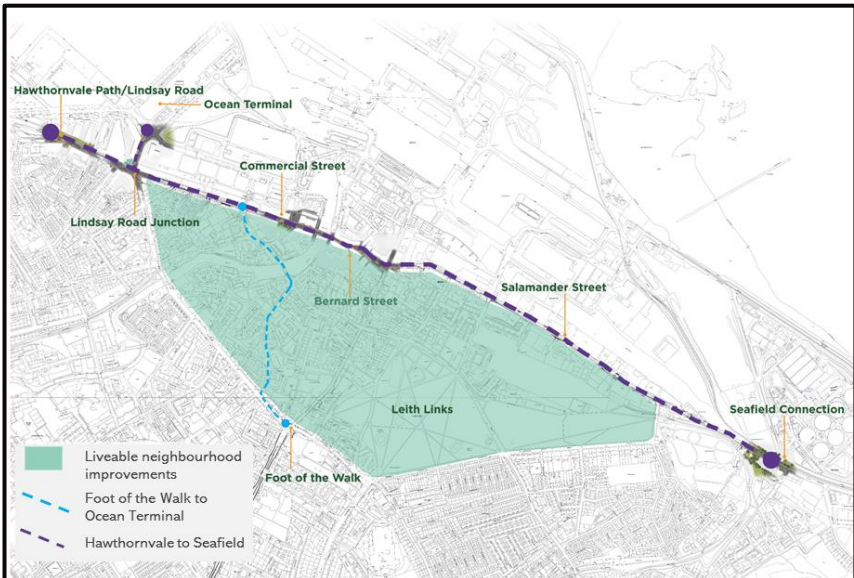 Hawthornvale Path/Lindsay Road
Ocean Terminal
Commercial Street
Lindsay Road Junction
Bernard Street
Salamander Street
Leith Links
Seafield Connection
Foot of the Walk
Liveable neighbourhood
improvements
Foot of the Walk to
Ocean Terminal
Hawthornvale to Seafield